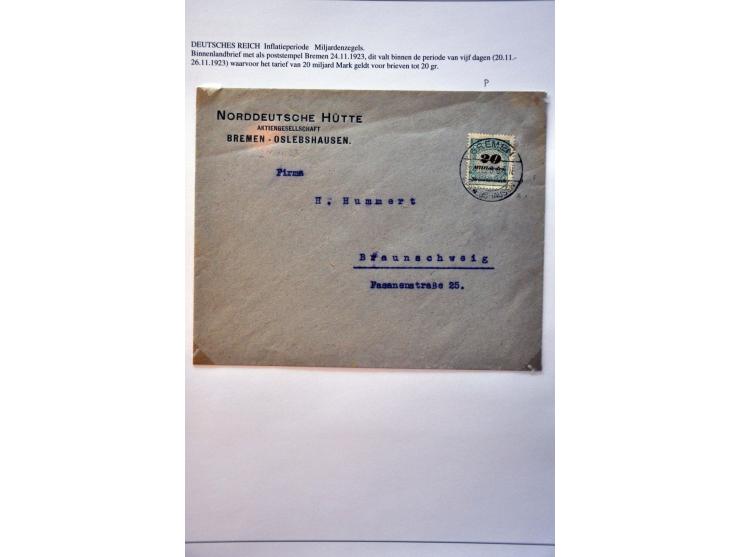 DEUTSCHES REICH Inflatieperiode Miljardenzegels.
Binnenlandbrief met als poststempel Bremen 24.11.1923, dit valt binnen de periode van vijf dagen (20.11.-
26.11.1923) waarvoor het tarief van 20 miljard Mark geldt voor brieven tot 20 gr.
P
NORDDEUTSCHE HÜTTE
AKTIENGESELLSCHAFT
BREMEN - OSLEBSHAUSEN.
BREMEN
20
Firma
H. Hummert
Braunschweig
Fasanenstraße 25.